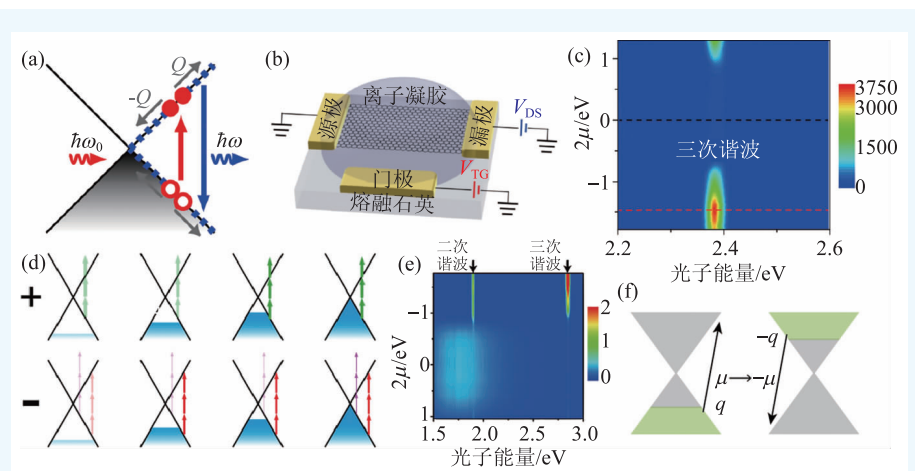 (a)
Q
-Q
ħω₀
ħω
(b)
离子凝胶
源极
漏极
V_DS
V_TG
门极
熔融石英
(c)
2μ/eV
1
0
−1
三次谐波
2.2
2.4
2.6
光子能量/eV
3750
3000
1500
0
(d)
+
−
(e)
二次
谐波
三次
谐波
2μ/eV
−1
0
1
1.5
2.0
2.5
3.0
光子能量/eV
2
1
0
(f)
μ→−μ
q
−q